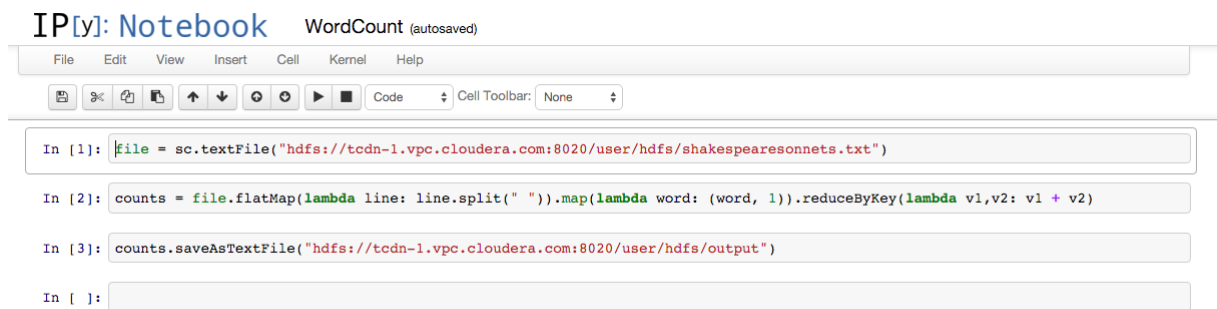 IP[y]: Notebook WordCount (autosaved)
File Edit View Insert Cell Kernel Help
Code Cell Toolbar: None
In [1]: file = sc.textFile("hdfs://tcdn-1.vpc.cloudera.com:8020/user/hdfs/shakespearesonnets.txt")
In [2]: counts = file.flatMap(lambda line: line.split(" ")).map(lambda word: (word, 1)).reduceByKey(lambda v1,v2: v1 + v2)
In [3]: counts.saveAsTextFile("hdfs://tcdn-1.vpc.cloudera.com:8020/user/hdfs/output")
In [ ]: